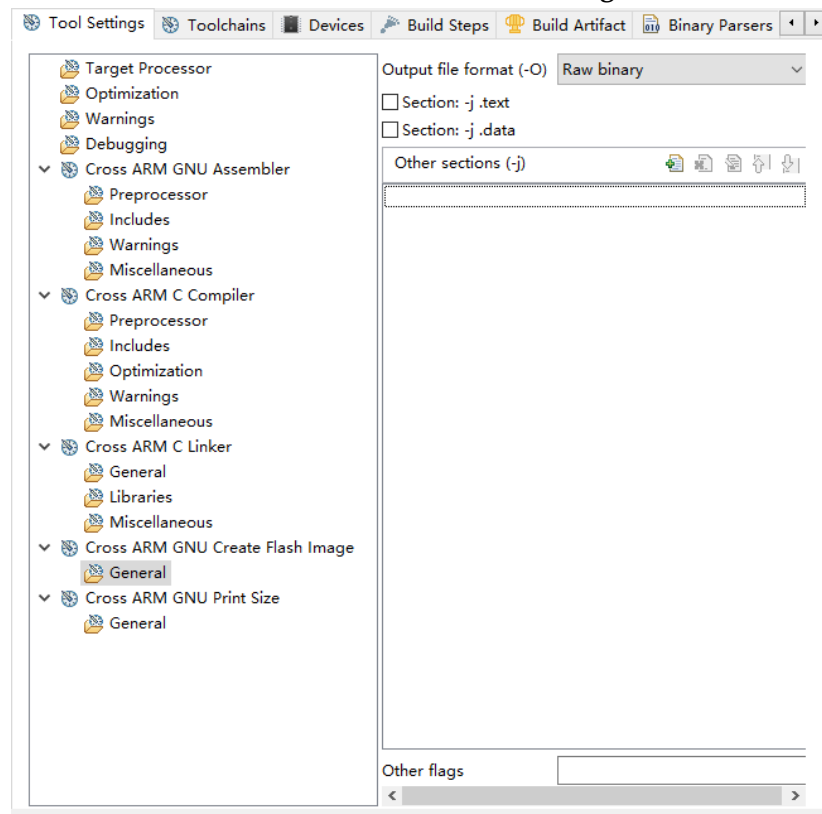 Tool Settings Toolchains Devices Build Steps Build Artifact Binary Parsers
Target Processor
Optimization
Warnings
Debugging
Cross ARM GNU Assembler
Preprocessor
Includes
Warnings
Miscellaneous
Cross ARM C Compiler
Preprocessor
Includes
Optimization
Warnings
Miscellaneous
Cross ARM C Linker
General
Libraries
Miscellaneous
Cross ARM GNU Create Flash Image
General
Cross ARM GNU Print Size
General
Output file format (-O) Raw binary
Section: -j .text
Section: -j .data
Other sections (-j)
Other flags